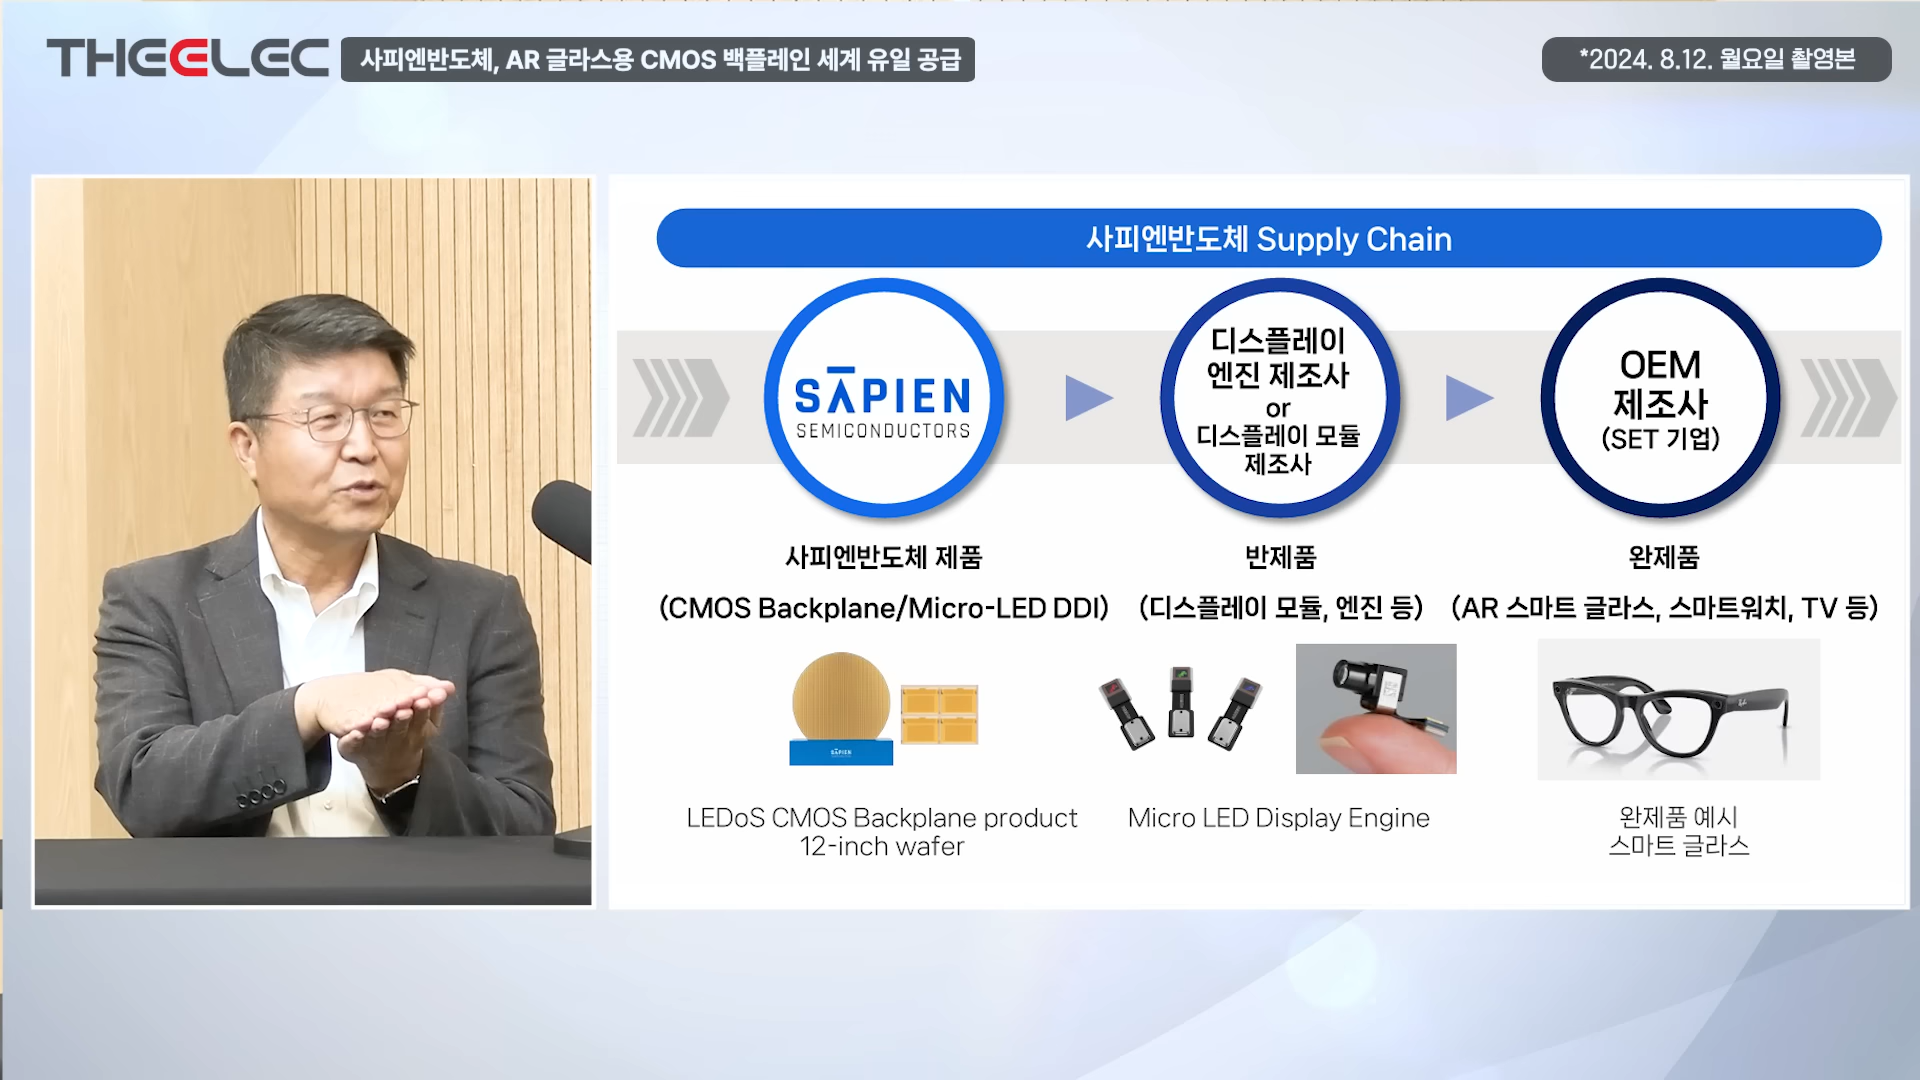 THEELEC
사피엔반도체, AR 글라스용 CMOS 백플레인 세계 유일 공급
*2024. 8.12. 월요일 촬영본
사피엔반도체 Supply Chain
SĀPIEN
SEMICONDUCTORS
디스플레이
엔진 제조사
or
디스플레이 모듈
제조사
OEM
제조사
(SET 기업)
사피엔반도체 제품
반제품
완제품
(CMOS Backplane/Micro-LED DDI)
(디스플레이 모듈, 엔진 등)
(AR 스마트 글라스, 스마트워치, TV 등)
SĀPIEN
LEDoS CMOS Backplane product
12-inch wafer
Micro LED Display Engine
완제품 예시
스마트 글라스